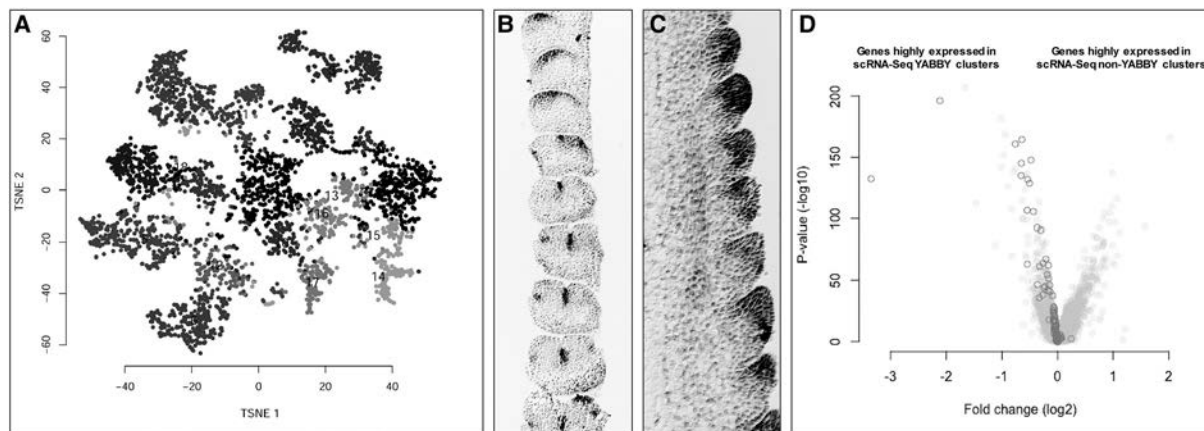 A
B
C
D
60
40
20
0
−20
−40
−60
TSNE 2
18
13
16
15
14
17
−40
−20
0
20
40
TSNE 1
Genes highly expressed in
scRNA-Seq YABBY clusters
Genes highly expressed in
scRNA-Seq non-YABBY clusters
200
150
100
50
0
P-value (-log10)
-3
-2
-1
0
1
2
Fold change (log2)